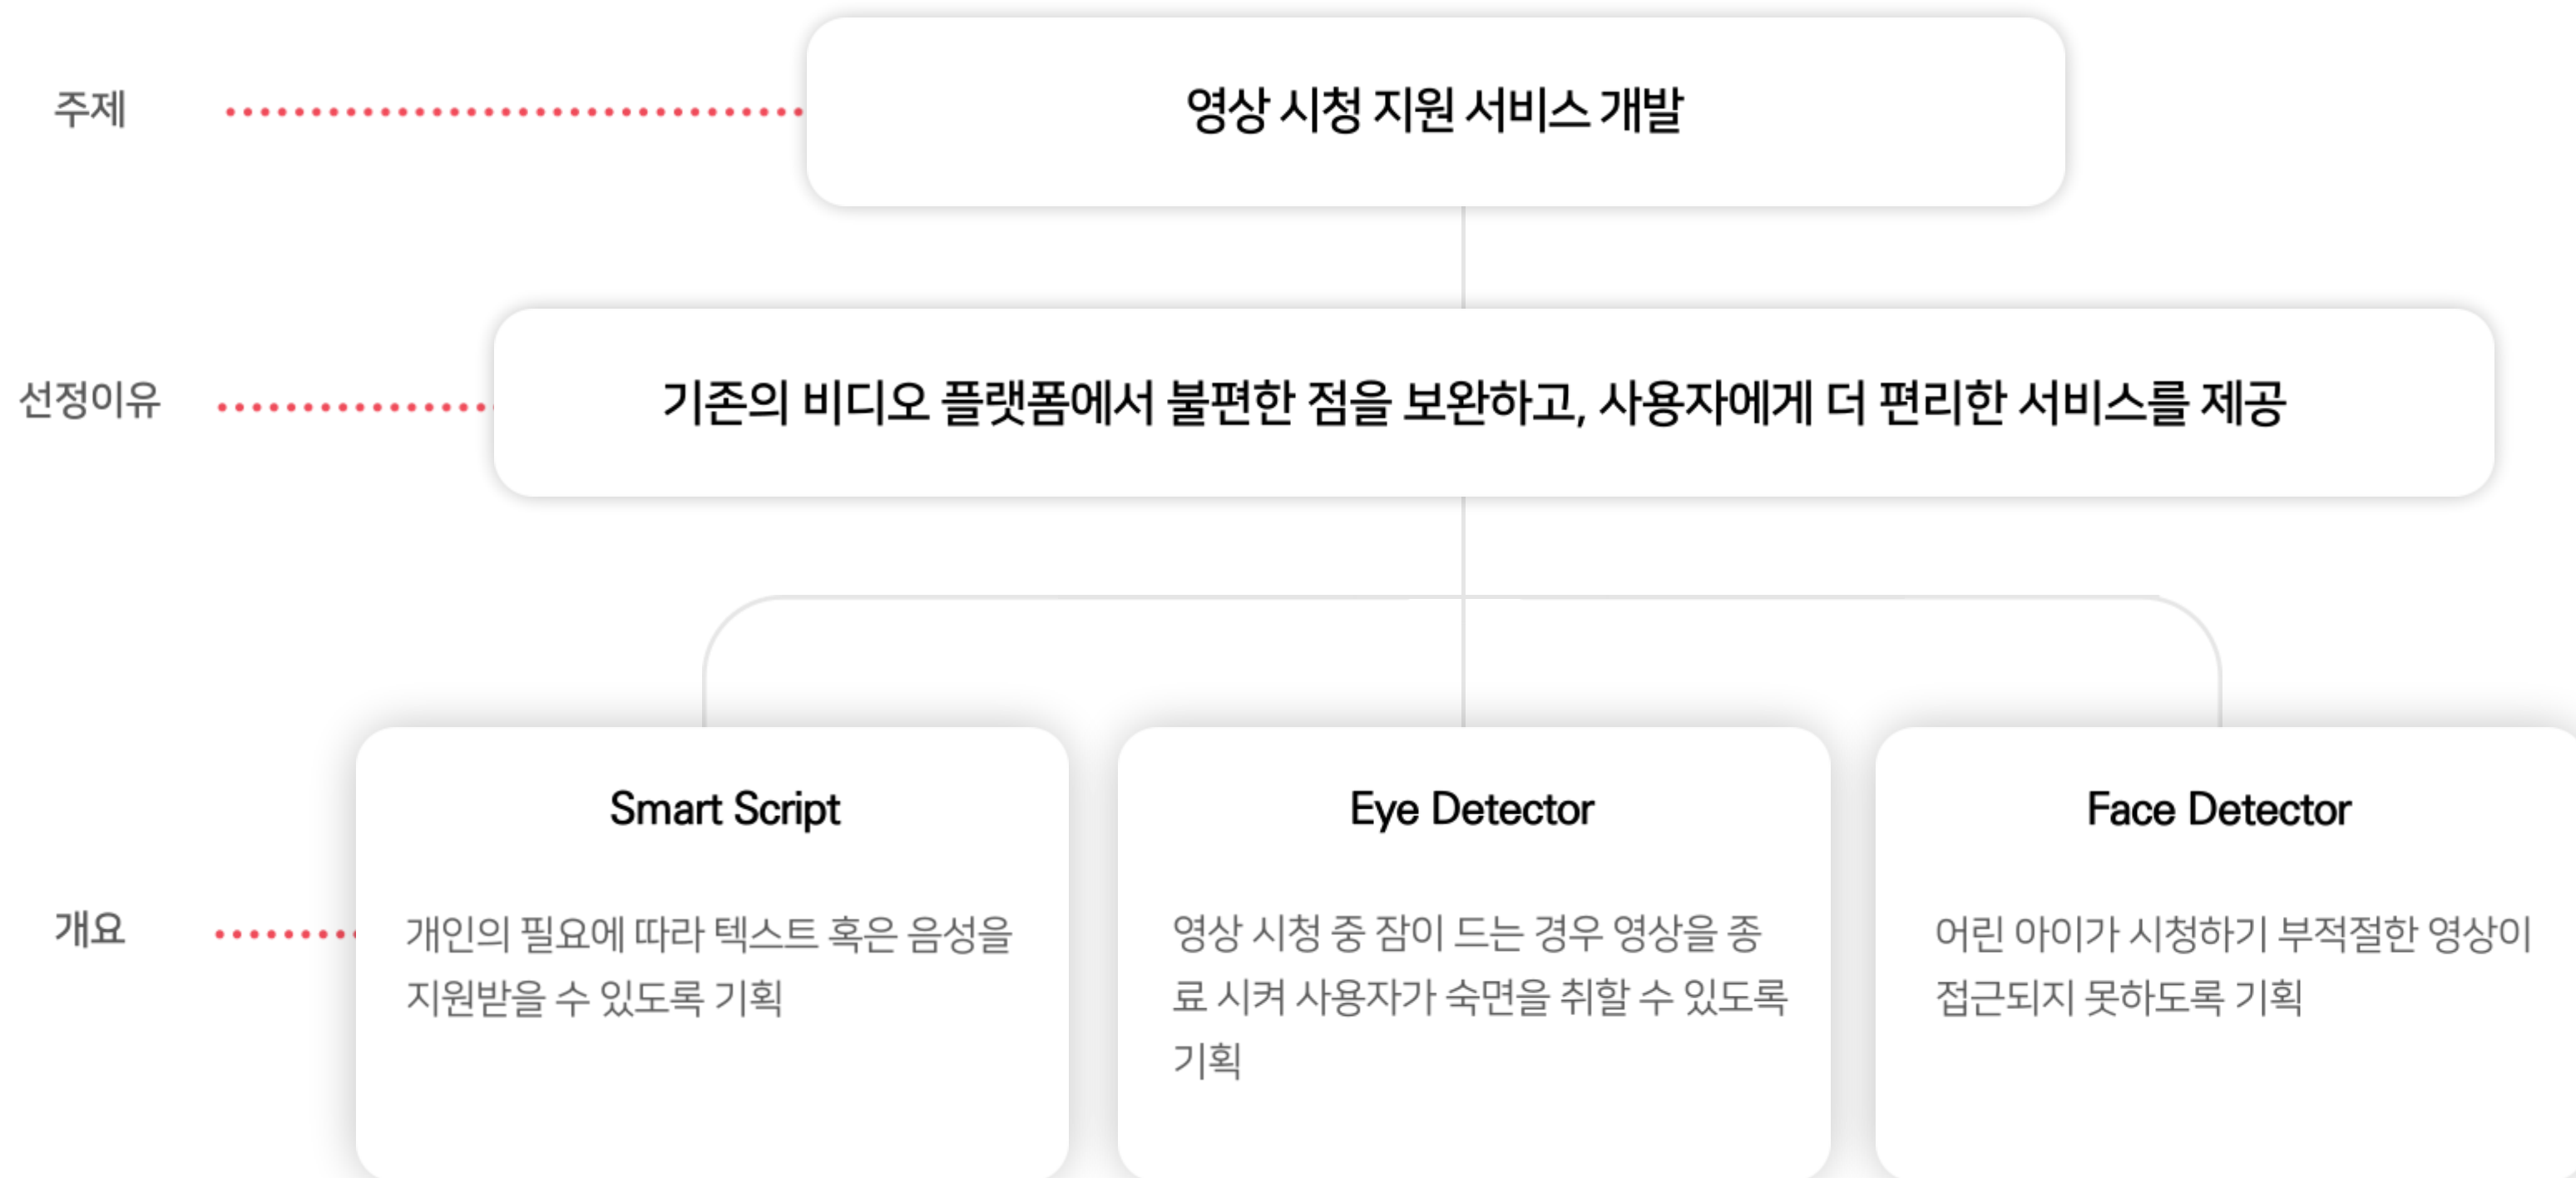 주제
영상 시청 지원 서비스 개발
선정이유
기존의 비디오 플랫폼에서 불편한 점을 보완하고, 사용자에게 더 편리한 서비스를 제공
개요
Smart Script
개인의 필요에 따라 텍스트 혹은 음성을
지원받을 수 있도록 기획
Eye Detector
영상 시청 중 잠이 드는 경우 영상을 종
료 시켜 사용자가 숙면을 취할 수 있도록
기획
Face Detector
어린 아이가 시청하기 부적절한 영상이
접근되지 못하도록 기획